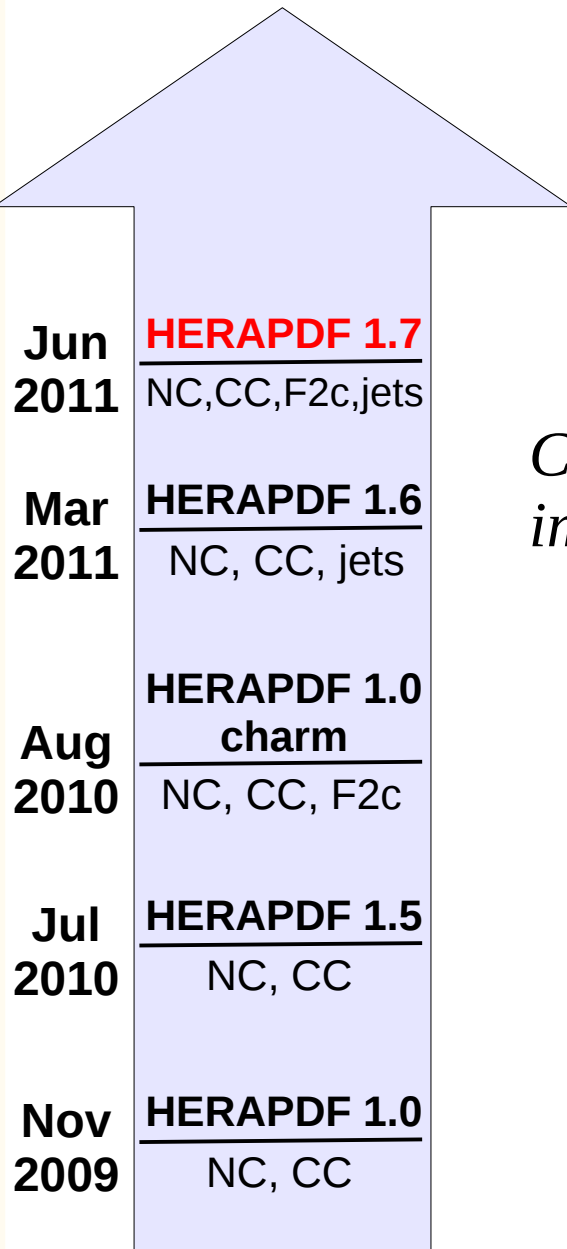 Jun
2011
HERAPDF 1.7
NC,CC,F2c,jets
Mar
2011
HERAPDF 1.6
NC, CC, jets
Aug
2010
HERAPDF 1.0
charm
NC, CC, F2c
Jul
2010
HERAPDF 1.5
NC, CC
Nov
2009
HERAPDF 1.0
NC, CC